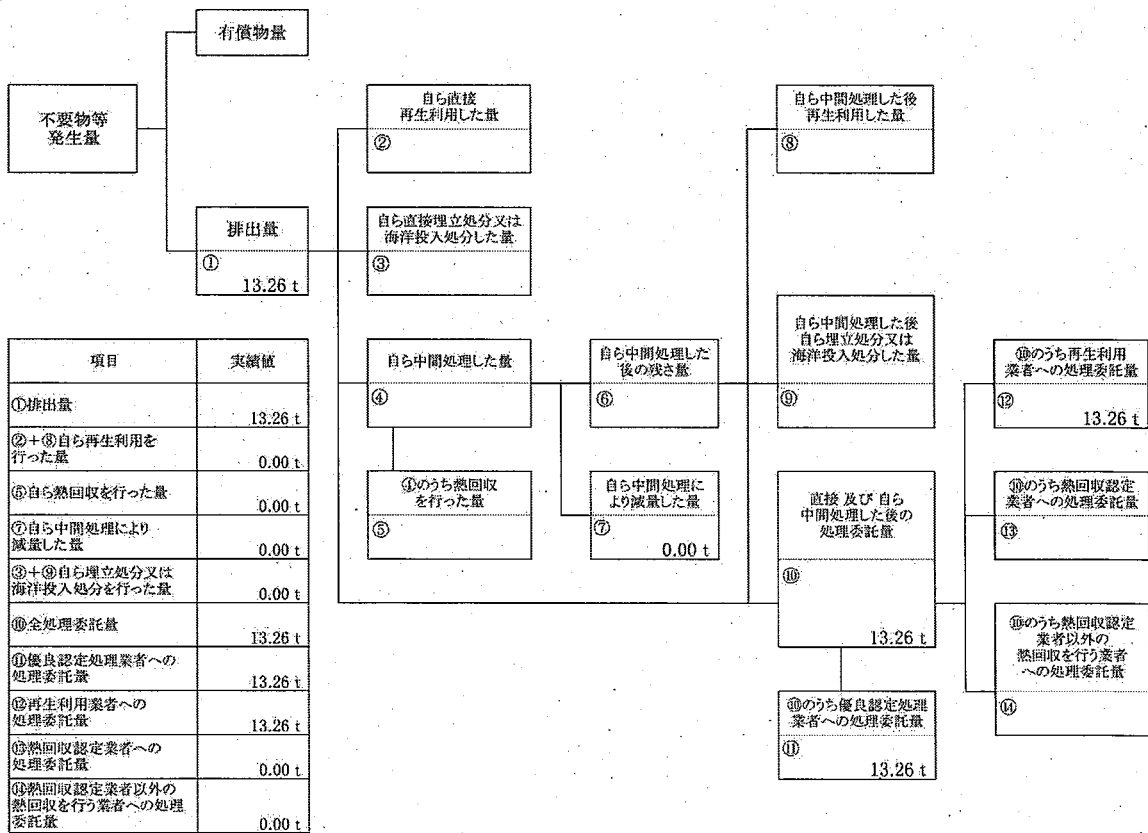 有償物量
不要物等
発生量
排出量
①
13.26 t
自ら直接
再生利用した量
②
自ら直接埋立処分又は
海洋投入処分した量
③
自ら中間処理した量
④
④のうち熱回収
を行った量
⑤
自ら中間処理した
後の残さ量
⑥
自ら中間処理に
より減量した量
⑦
0.00 t
自ら中間処理した後
再生利用した量
⑧
自ら中間処理した後
自ら埋立処分又は
海洋投入処分した量
⑨
直接 及び 自ら
中間処理した後の
処理委託量
⑩
13.26 t
⑩のうち優良認定処理
業者への処理委託量
⑪
13.26 t
⑩のうち再生利用
業者への処理委託量
⑫
13.26 t
⑩のうち熱回収認定
業者への処理委託量
⑬
⑩のうち熱回収認定
業者以外の
熱回収を行う業者
への処理委託量
⑭
項目 実績値
①排出量
13.26 t
②+⑧自ら再生利用を
行った量
0.00 t
⑤自ら熱回収を行った量
0.00 t
⑦自ら中間処理により
減量した量
0.00 t
③+⑨自ら埋立処分又は
海洋投入処分を行った量
0.00 t
⑩全処理委託量
13.26 t
⑪優良認定処理業者への
処理委託量
13.26 t
⑫再生利用業者への
処理委託量
13.26 t
⑬熱回収認定業者への
処理委託量
0.00 t
⑭熱回収認定業者以外の
熱回収を行う業者への処理
委託量
0.00 t